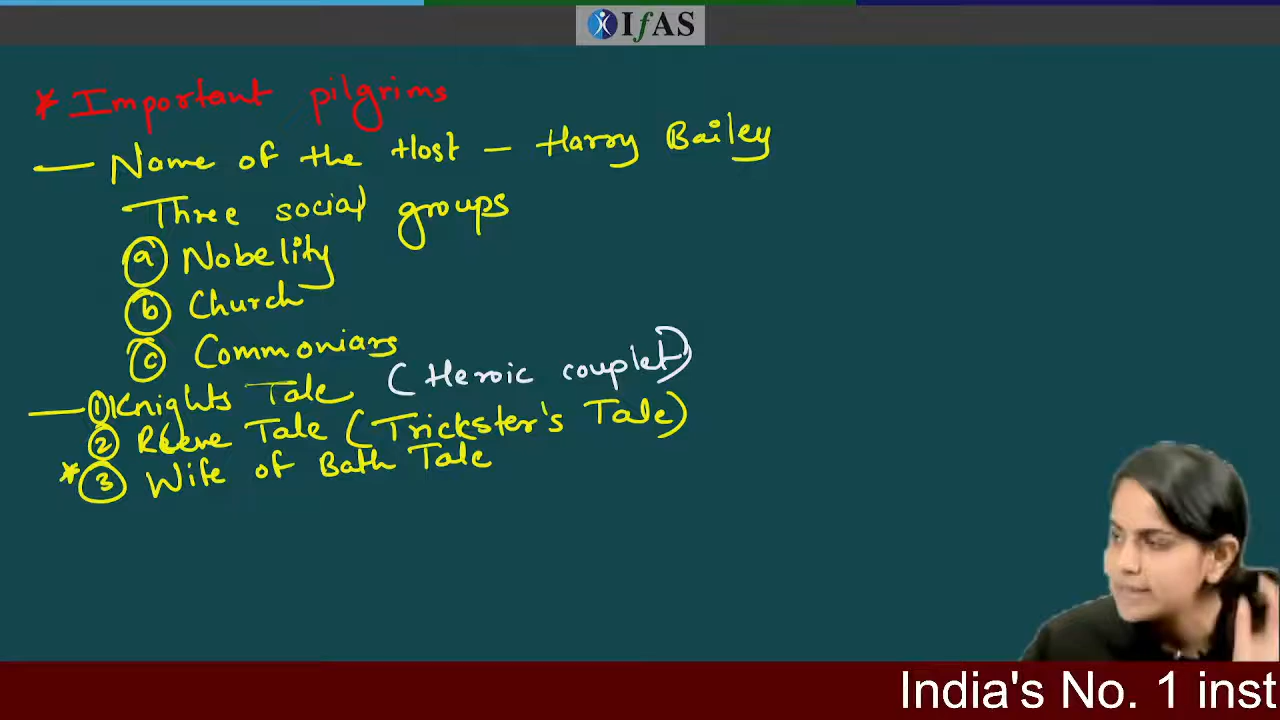 IfAS
* Important pilgrims
— Name of the Host – Harry Bailey
Three social groups
(a) Nobelity
(b) Church
(c) Commoniars
— (1) Knights Tale (Heroic couplet)
(2) Reeve Tale (Trickster's Tale)
* (3) Wife of Bath Tale
India's No. 1 inst